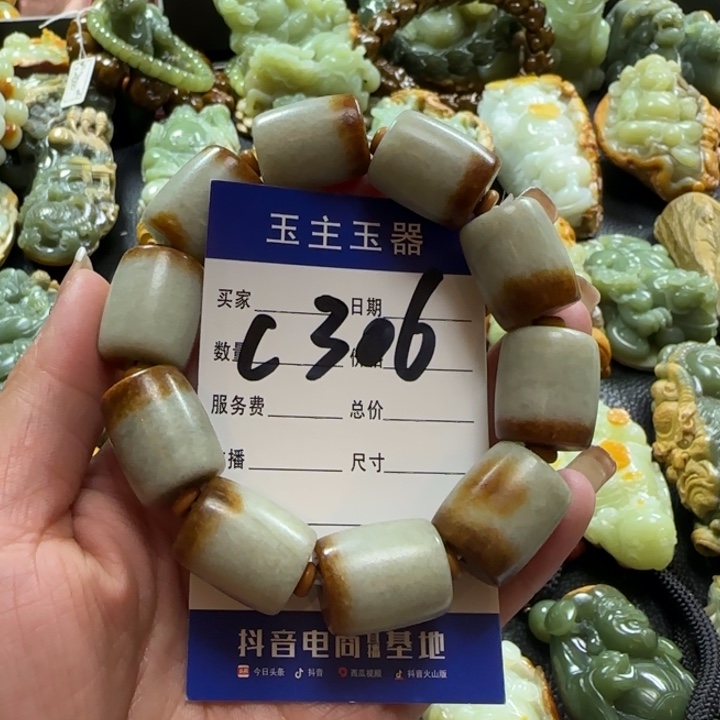 玉主玉器
买家 日期
数量
C306
服务费 总价
播 尺寸
抖音电商 基地
今日头条 抖音 西瓜视频 抖音火山版